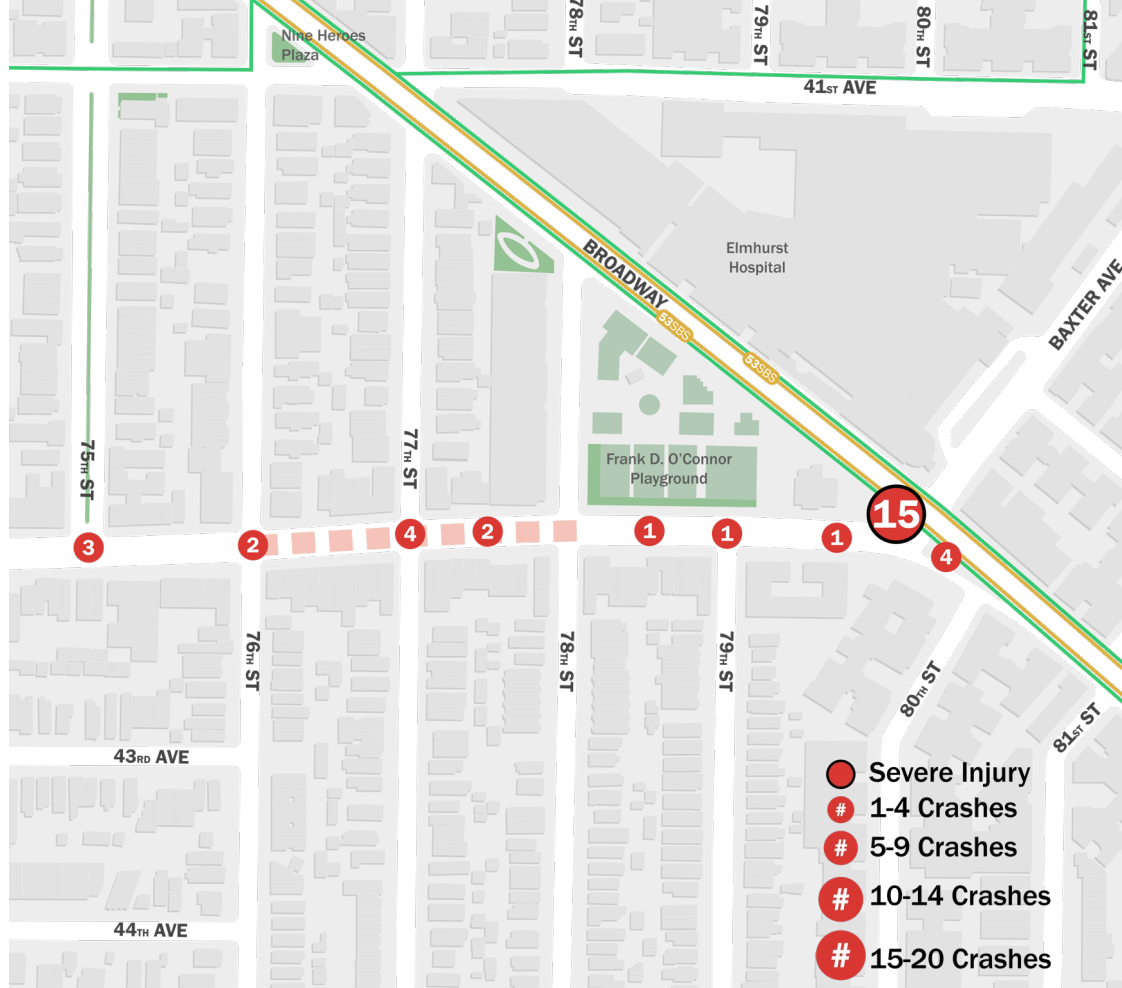 Nine Heroes
Plaza
78TH ST
79TH ST
80TH ST
81ST ST
41ST AVE
Elmhurst
Hospital
BROADWAY
BAXTER AVE
53SBS
53SBS
75TH ST
77TH ST
Frank D. O'Connor
Playground
15
3
2
4
2
1
1
1
4
76TH ST
78TH ST
79TH ST
80TH ST
81ST ST
43RD AVE
44TH AVE
Severe Injury
# 1-4 Crashes
# 5-9 Crashes
# 10-14 Crashes
# 15-20 Crashes